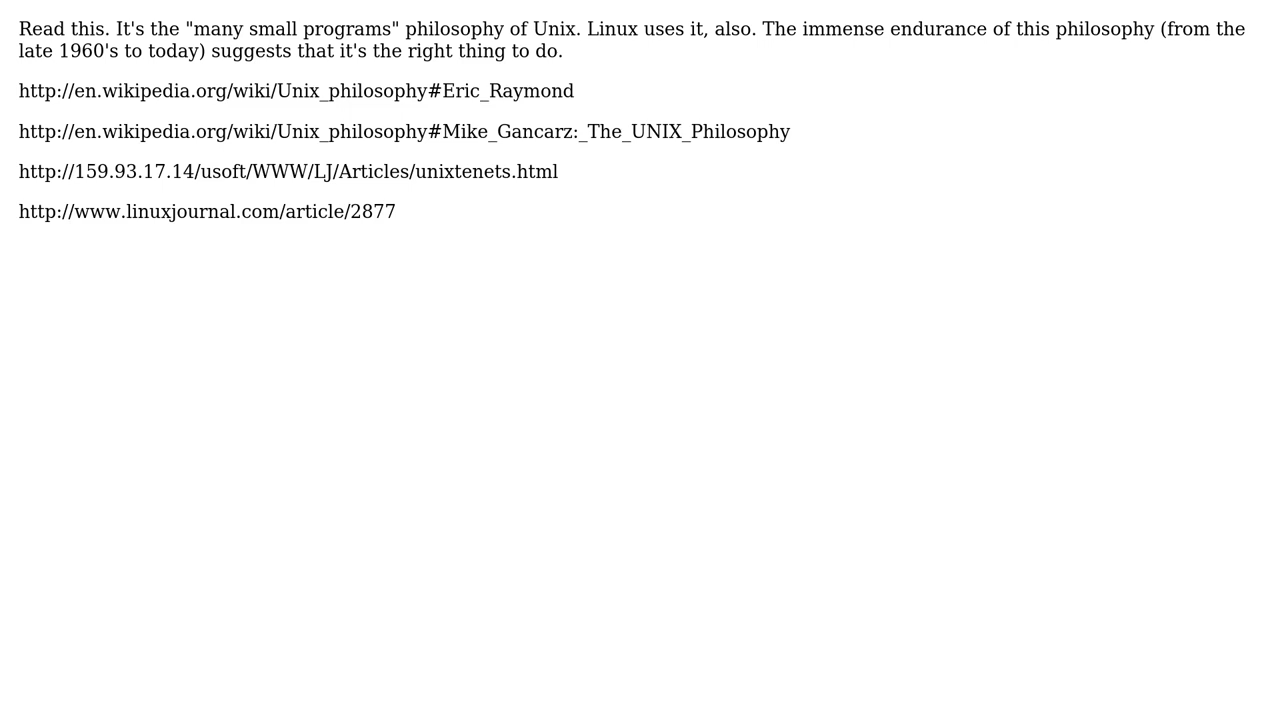 Read this. It's the "many small programs" philosophy of Unix. Linux uses it, also. The immense endurance of this philosophy (from the
late 1960's to today) suggests that it's the right thing to do.
http://en.wikipedia.org/wiki/Unix_philosophy#Eric_Raymond
http://en.wikipedia.org/wiki/Unix_philosophy#Mike_Gancarz:_The_UNIX_Philosophy
http://159.93.17.14/usoft/WWW/LJ/Articles/unixtenets.html
http://www.linuxjournal.com/article/2877